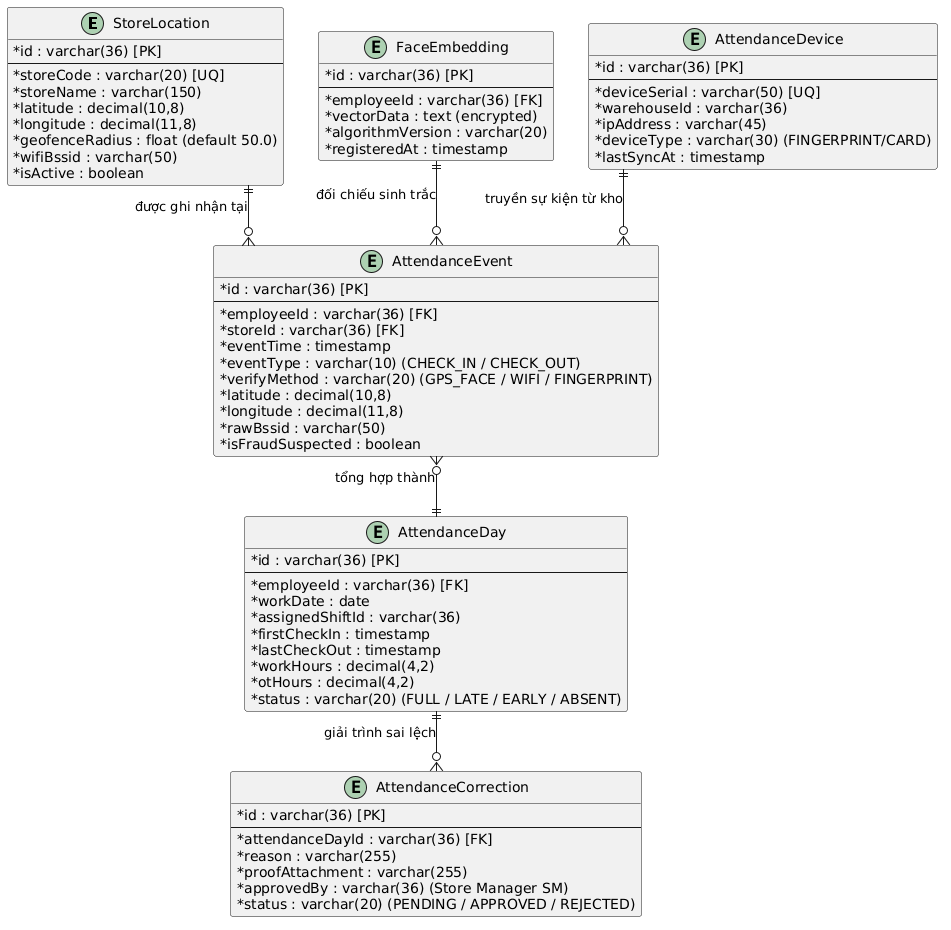 E StoreLocation
*id : varchar(36) [PK]
*storeCode : varchar(20) [UQ]
*storeName : varchar(150)
*latitude : decimal(10,8)
*longitude : decimal(11,8)
*geofenceRadius : float (default 50.0)
*wifiBssid : varchar(50)
*isActive : boolean
E FaceEmbedding
*id : varchar(36) [PK]
*employeeId : varchar(36) [FK]
*vectorData : text (encrypted)
*algorithmVersion : varchar(20)
*registeredAt : timestamp
E AttendanceDevice
*id : varchar(36) [PK]
*deviceSerial : varchar(50) [UQ]
*warehouseId : varchar(36)
*ipAddress : varchar(45)
*deviceType : varchar(30) (FINGERPRINT/CARD)
*lastSyncAt : timestamp
được ghi nhận tại
đối chiếu sinh trắc
truyền sự kiện từ kho
E AttendanceEvent
*id : varchar(36) [PK]
*employeeId : varchar(36) [FK]
*storeId : varchar(36) [FK]
*eventTime : timestamp
*eventType : varchar(10) (CHECK_IN / CHECK_OUT)
*verifyMethod : varchar(20) (GPS_FACE / WIFI / FINGERPRINT)
*latitude : decimal(10,8)
*longitude : decimal(11,8)
*rawBssid : varchar(50)
*isFraudSuspected : boolean
tổng hợp thành
E AttendanceDay
*id : varchar(36) [PK]
*employeeId : varchar(36) [FK]
*workDate : date
*assignedShiftId : varchar(36)
*firstCheckIn : timestamp
*lastCheckOut : timestamp
*workHours : decimal(4,2)
*otHours : decimal(4,2)
*status : varchar(20) (FULL / LATE / EARLY / ABSENT)
giải trình sai lệch
E AttendanceCorrection
*id : varchar(36) [PK]
*attendanceDayId : varchar(36) [FK]
*reason : varchar(255)
*proofAttachment : varchar(255)
*approvedBy : varchar(36) (Store Manager SM)
*status : varchar(20) (PENDING / APPROVED / REJECTED)